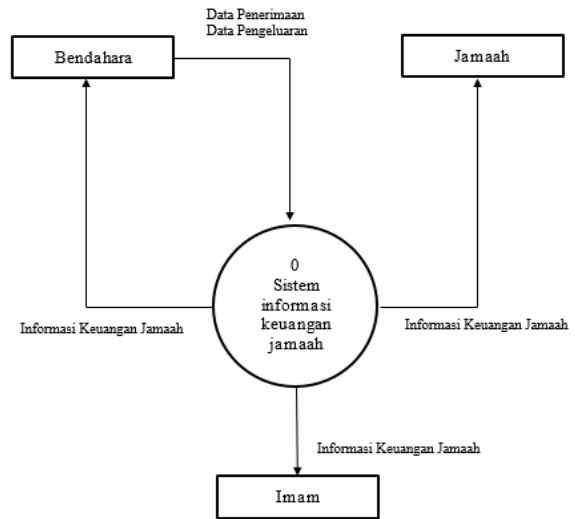 Data Penerimaan
Data Pengeluaran
Bendahara
Jamaah
0
Sistem
informasi
keuangan
jamaah
Informasi Keuangan Jamaah
Informasi Keuangan Jamaah
Informasi Keuangan Jamaah
Imam